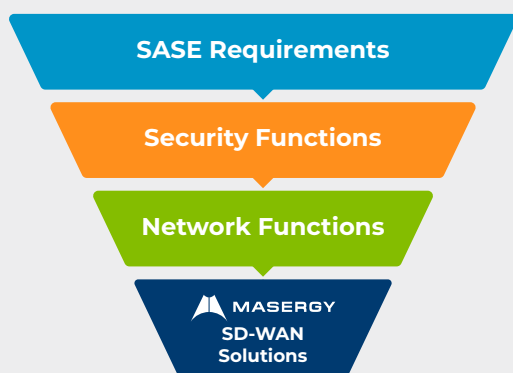 SASE Requirements
Security Functions
Network Functions
MASERGY
SD-WAN
Solutions